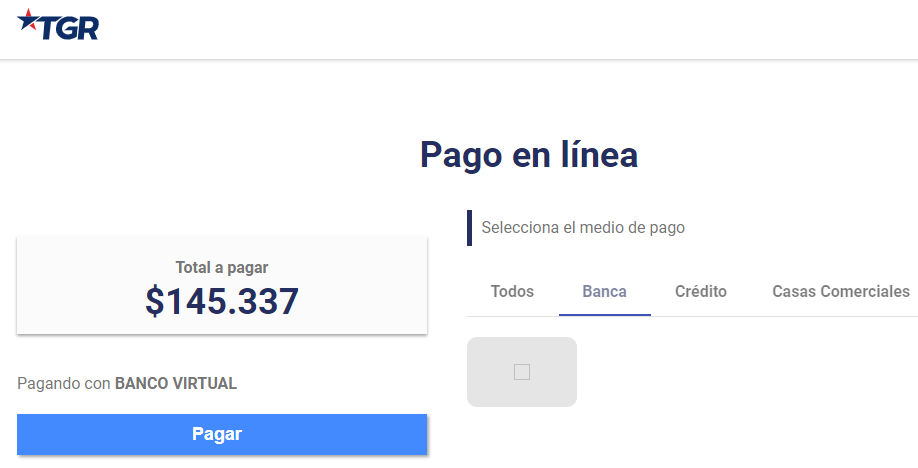 TGR
Pago en línea
Total a pagar
$145.337
Pagando con BANCO VIRTUAL
Pagar
Selecciona el medio de pago
Todos Banca Crédito Casas Comerciales